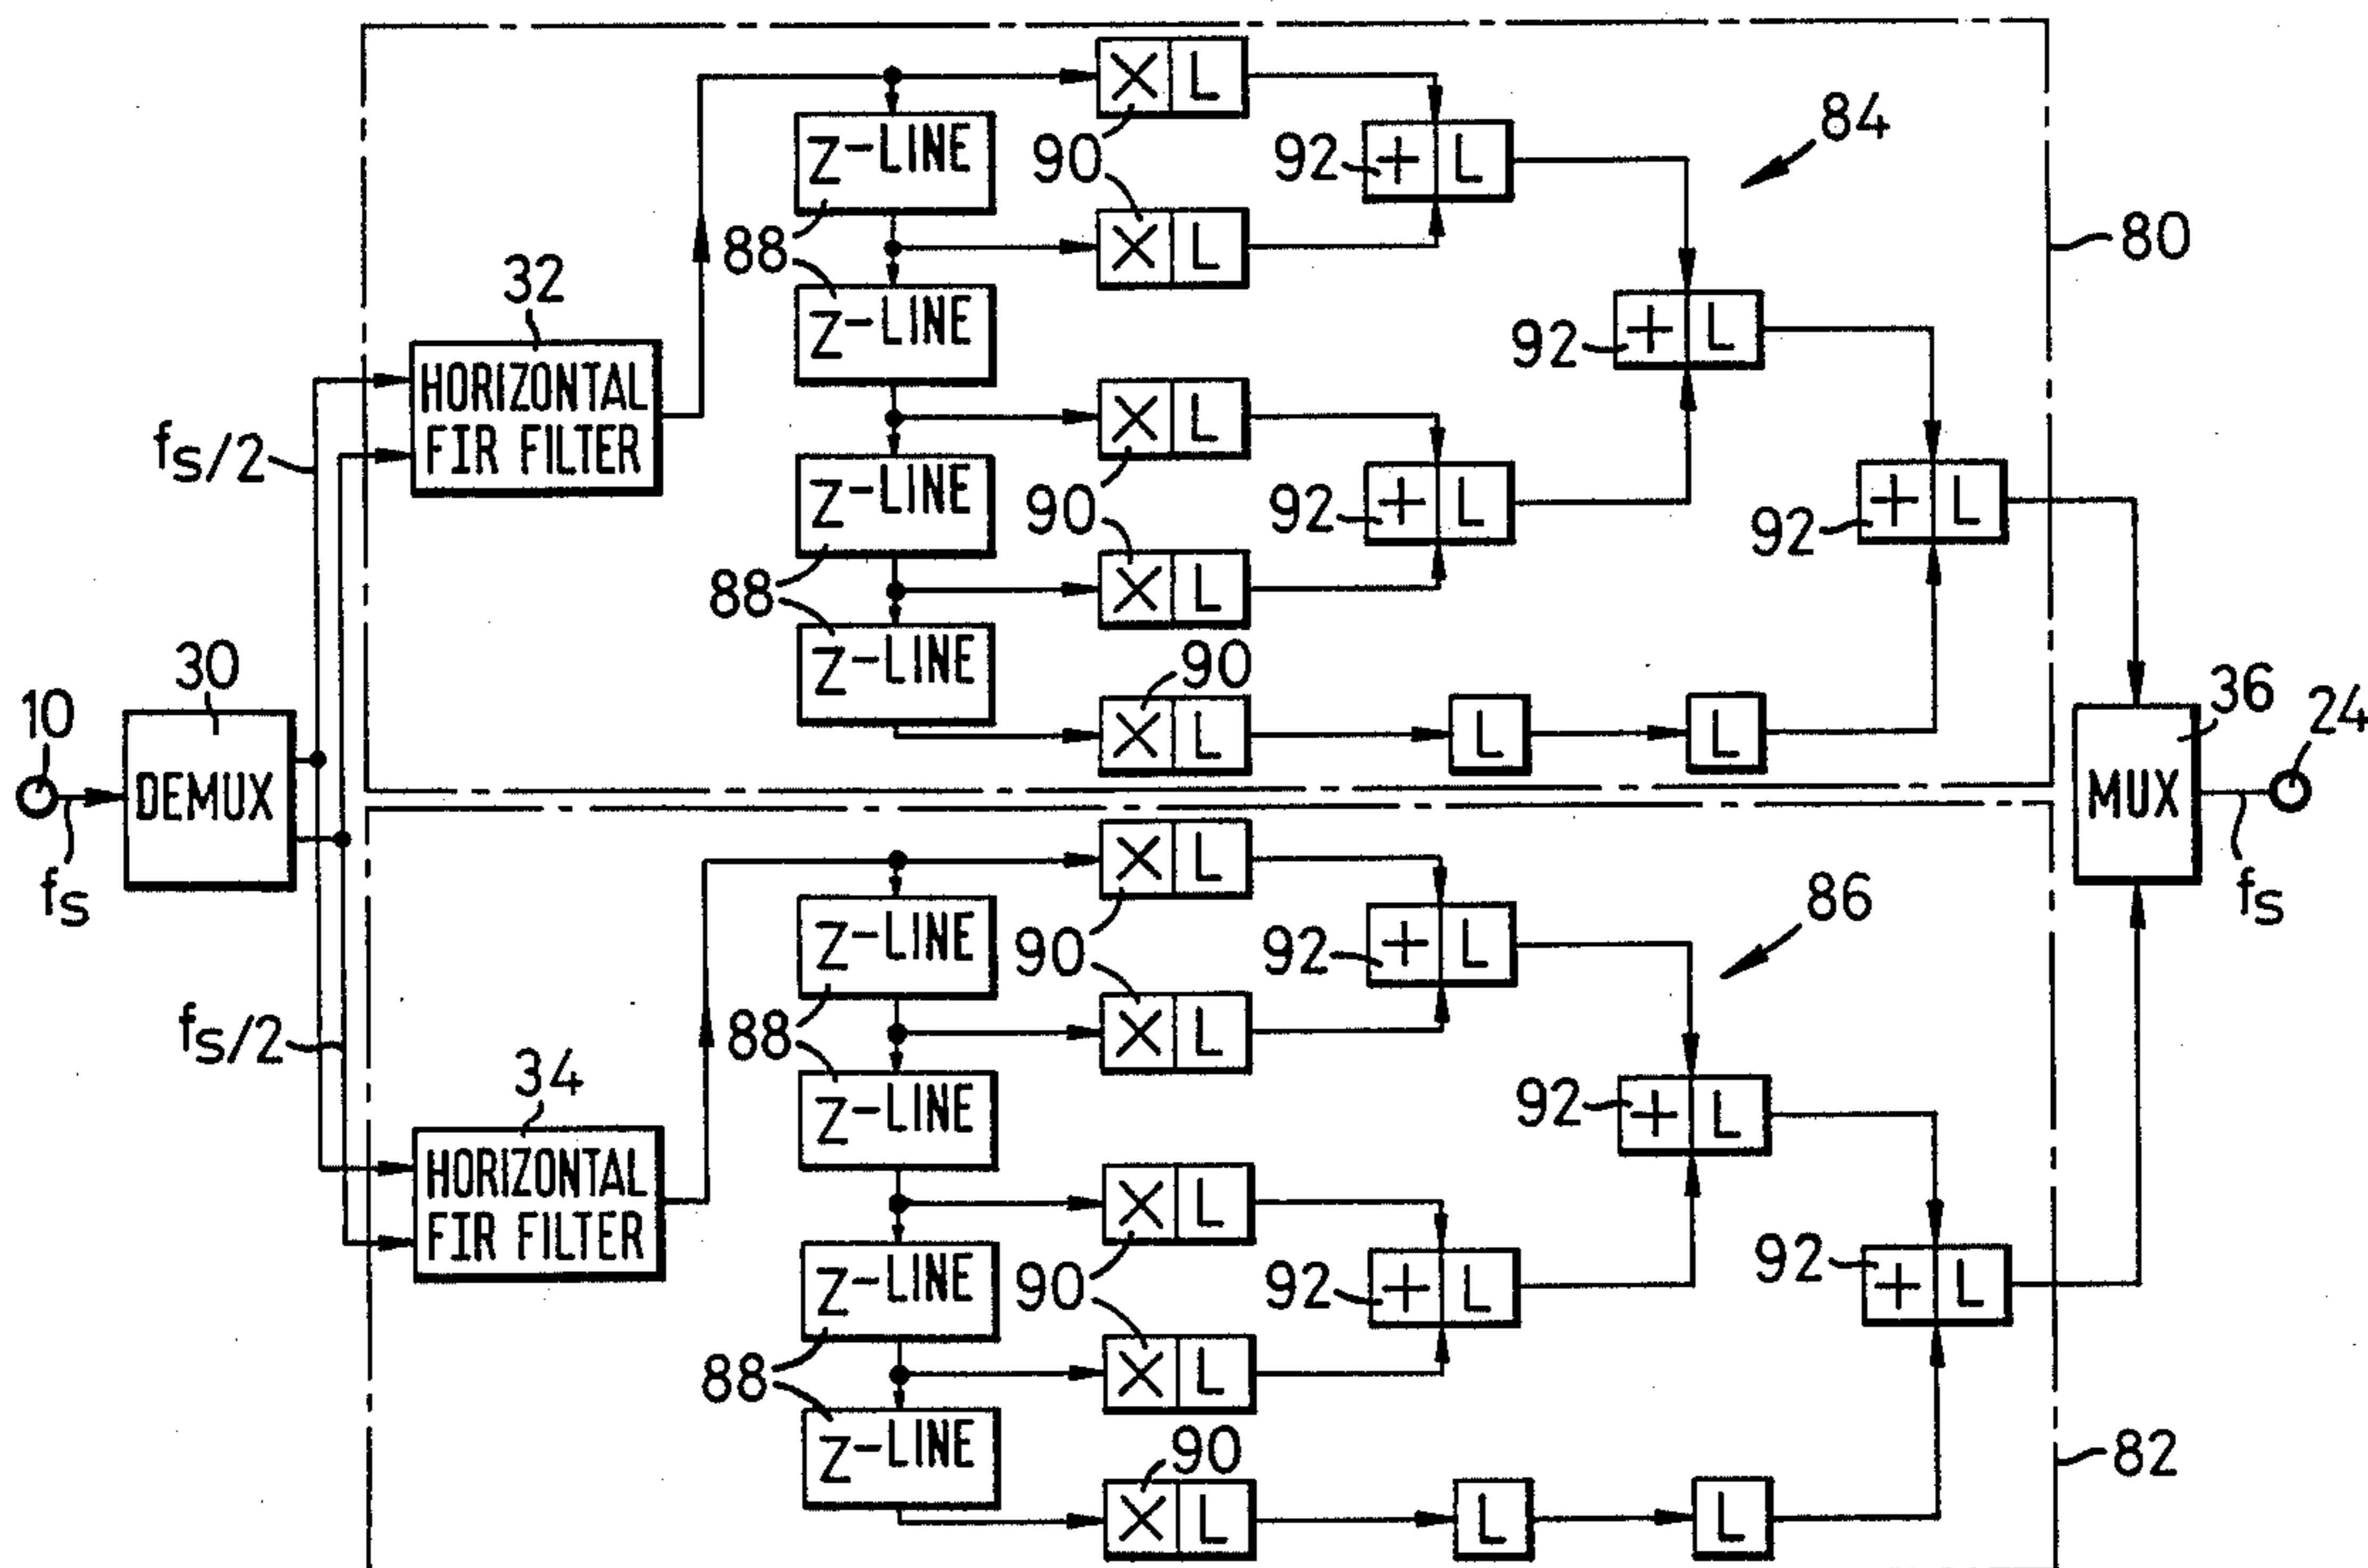 X L
Z-LINE
90
92
+ L
84
X L
88
80
32
Z-LINE
+ L
92
HORIZONTAL
FIR FILTER
X L
fs/2
Z-LINE
90
92
+ L
+ L
92
88
X L
Z-LINE
30
90
10
X L
L
L
36
24
DEMUX
MUX
fs
fs
X L
Z-LINE
90
92
+ L
86
X L
fs/2
88
34
Z-LINE
92
+ L
HORIZONTAL
FIR FILTER
X L
Z-LINE
90
92
+ L
92
+ L
88
X L
Z-LINE
90
82
X L
L
L